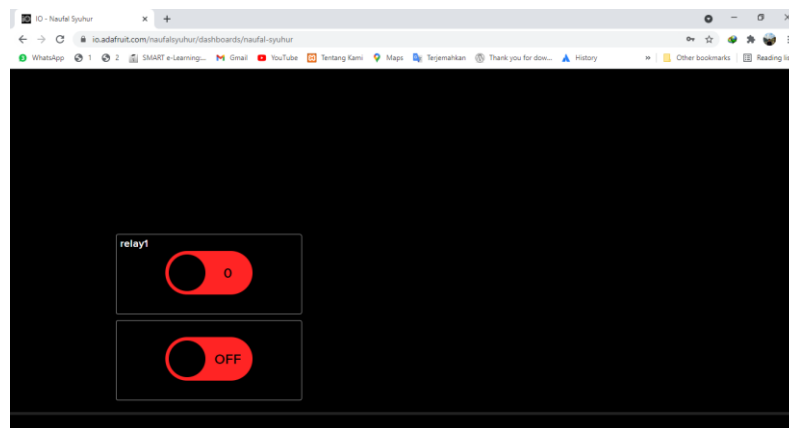 IO - Naufal Syuhur
io.adafruit.com/naufalsyuhur/dashboards/naufal-syuhur
WhatsApp 1 2 SMART e-Learning:... Gmail YouTube Tentang Kami Maps Terjemahkan Thank you for dow... History » Other bookmarks Reading lis
relay1
0
OFF